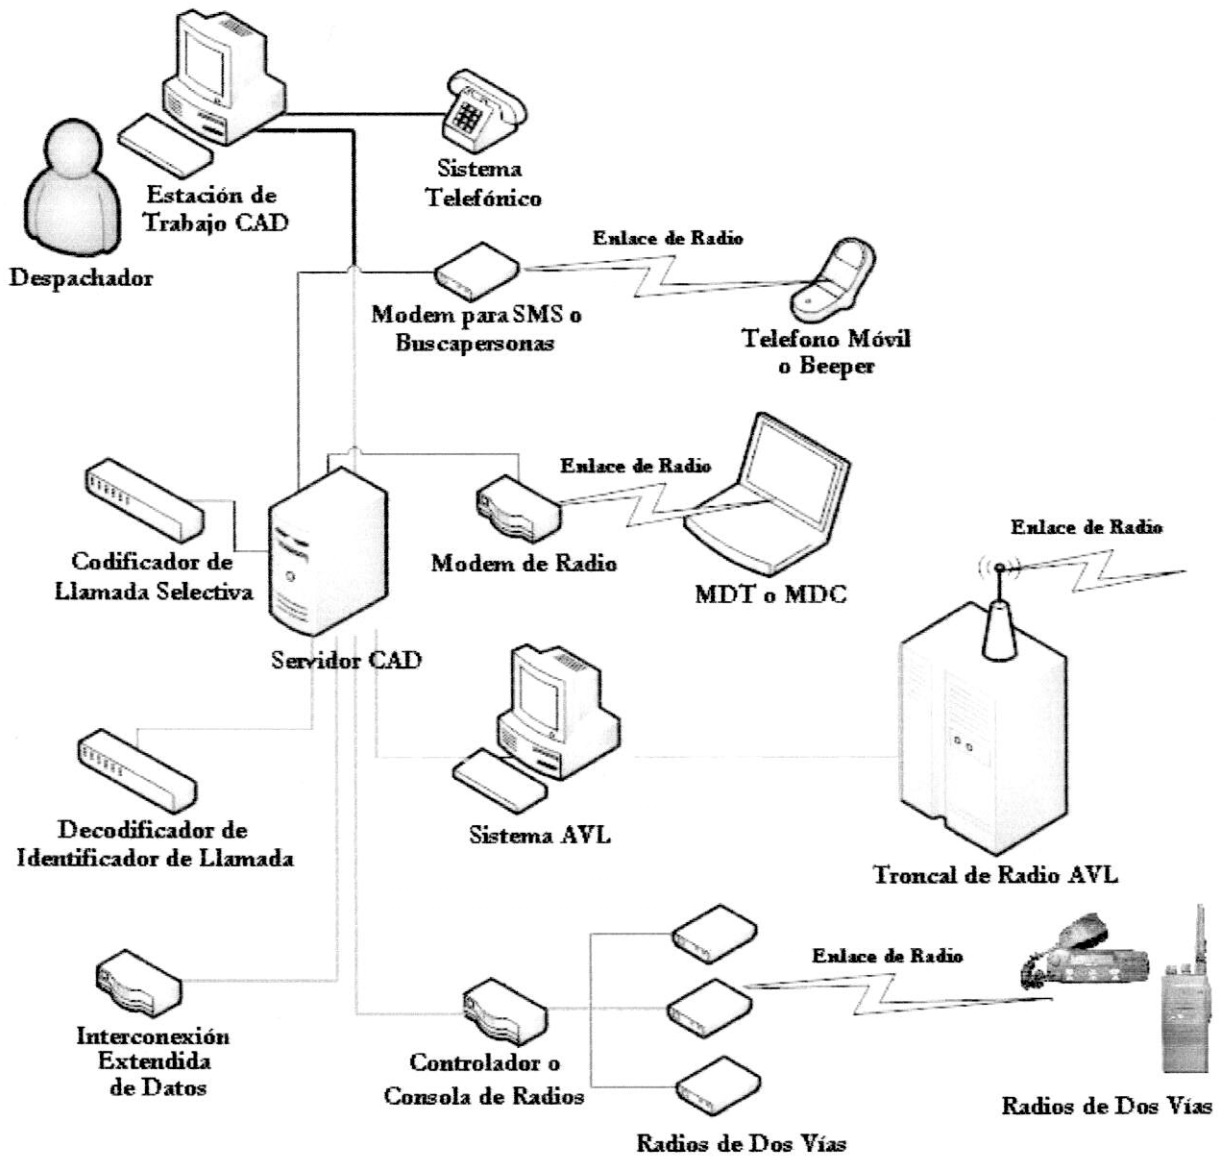 Sistema
Telefónico
Estación de
Trabajo CAD
Despachador
Enlace de Radio
Modem para SMS o
Buscapersonas
Telefono Móvil
o Beeper
Enlace de Radio
Codificador de
Llamada Selectiva
Modem de Radio
MDT o MDC
Enlace de Radio
Servidor CAD
Decodificador de
Identificador de Llamada
Sistema AVL
Troncal de Radio AVL
Enlace de Radio
Interconexión
Extendida
de Datos
Controlador o
Consola de Radios
Radios de Dos Vías
Radios de Dos Vías